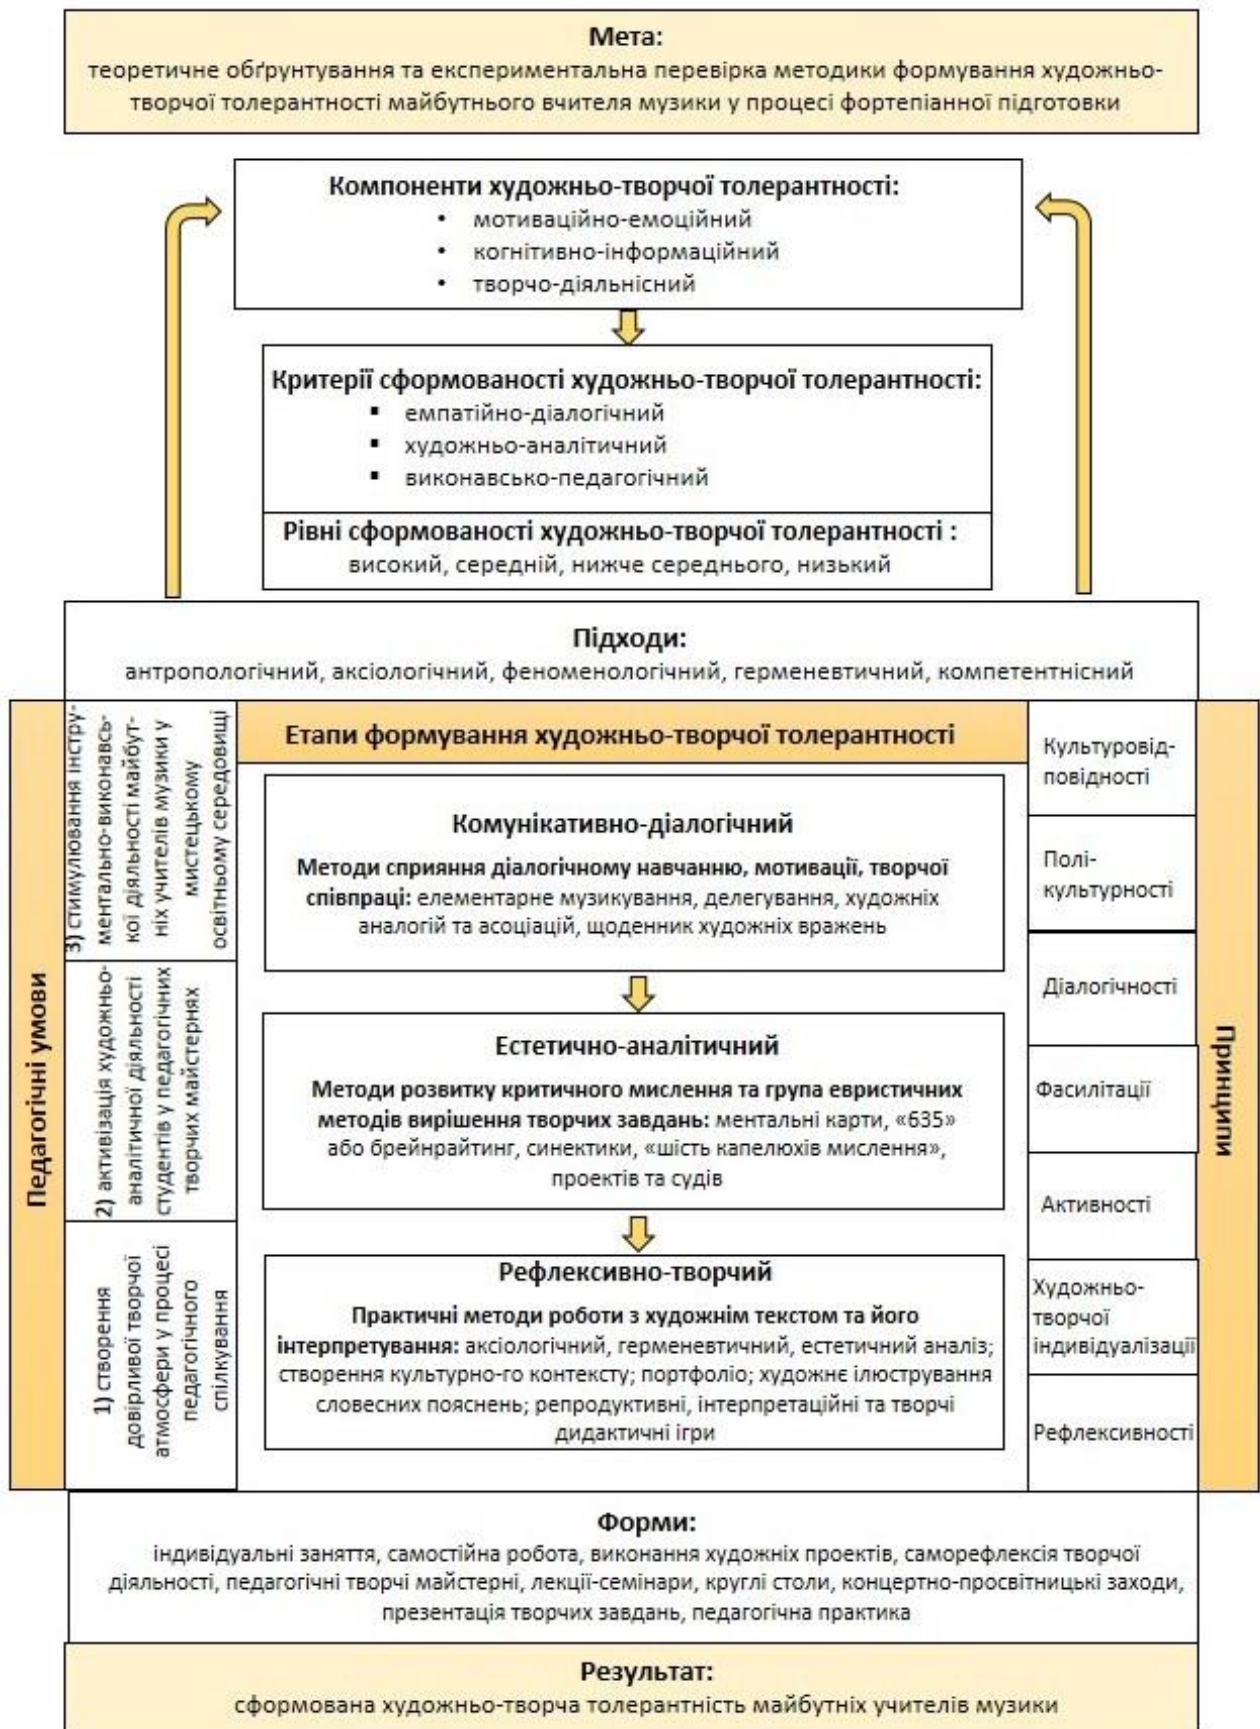 Мета:
теоретичне обґрунтування та експериментальна перевірка методики формування художньо-
творчої толерантності майбутнього вчителя музики у процесі фортепіанної підготовки
Компоненти художньо-творчої толерантності:
• мотиваційно-емоційний
• когнітивно-інформаційний
• творчо-діяльнісний
Критерії сформованості художньо-творчої толерантності:
▪ емпатійно-діалогічний
▪ художньо-аналітичний
▪ виконавсько-педагогічний
Рівні сформованості художньо-творчої толерантності :
високий, середній, нижче середнього, низький
Підходи:
антропологічний, аксіологічний, феноменологічний, герменевтичний, компетентнісний
Педагогічні умови
3) стимулювання інстру-
ментально-виконавсь-
кої діяльності майбут-
ніх учителів музики у
мистецькому
освітньому середовищі
2) активізація художньо-
аналітичної діяльності
студентів у педагогічних
творчих майстернях
1) створення
довірливої творчої
атмосфери у процесі
педагогічного
спілкування
Етапи формування художньо-творчої толерантності
Комунікативно-діалогічний
Методи сприяння діалогічному навчанню, мотивації, творчої
співпраці: елементарне музикування, делегування, художніх
аналогій та асоціацій, щоденник художніх вражень
Естетично-аналітичний
Методи розвитку критичного мислення та група евристичних
методів вирішення творчих завдань: ментальні карти, «635»
або брейнрайтинг, синектики, «шість капелюхів мислення»,
проектів та судів
Рефлексивно-творчий
Практичні методи роботи з художнім текстом та його
інтерпретування: аксіологічний, герменевтичний, естетичний аналіз;
створення культурно-го контексту; портфоліо; художнє ілюстрування
словесних пояснень; репродуктивні, інтерпретаційні та творчі
дидактичні ігри
Культуровід-
повідності
Полі-
культурності
Діалогічності
Фасилітації
Активності
Художньо-
творчої
індивідуалізації
Рефлексивності
Принципи
Форми:
індивідуальні заняття, самостійна робота, виконання художніх проектів, саморефлексія творчої
діяльності, педагогічні творчі майстерні, лекції-семінари, круглі столи, концертно-просвітницькі заходи,
презентація творчих завдань, педагогічна практика
Результат:
сформована художньо-творча толерантність майбутніх учителів музики